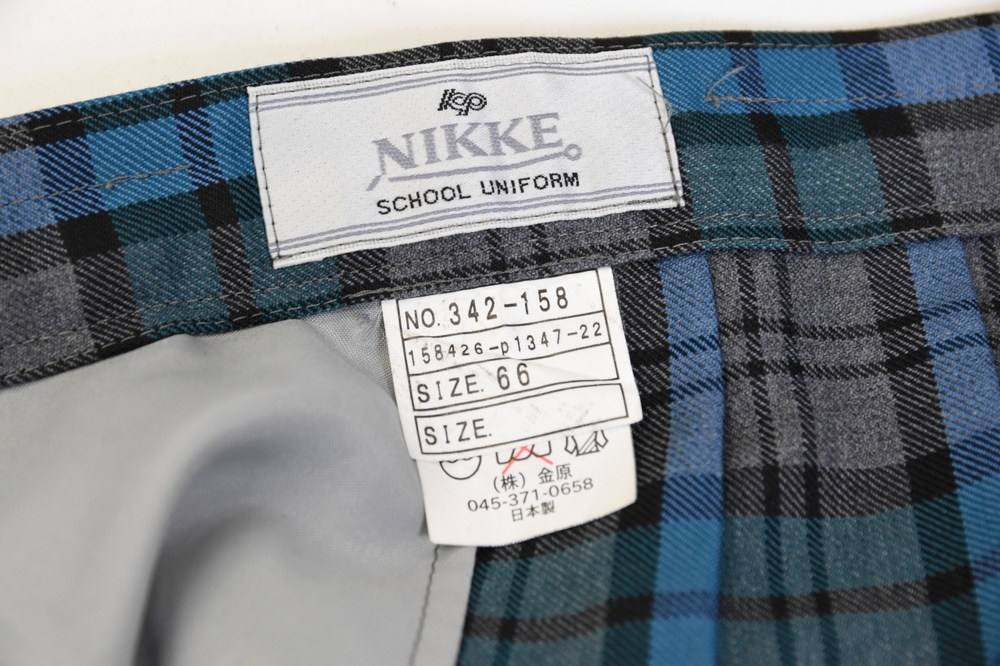 kcp
NIKKE
SCHOOL UNIFORM
NO. 342-158
158426-p1347-22
SIZE. 66
SIZE.
(株) 金原
045-371-0658
日本製